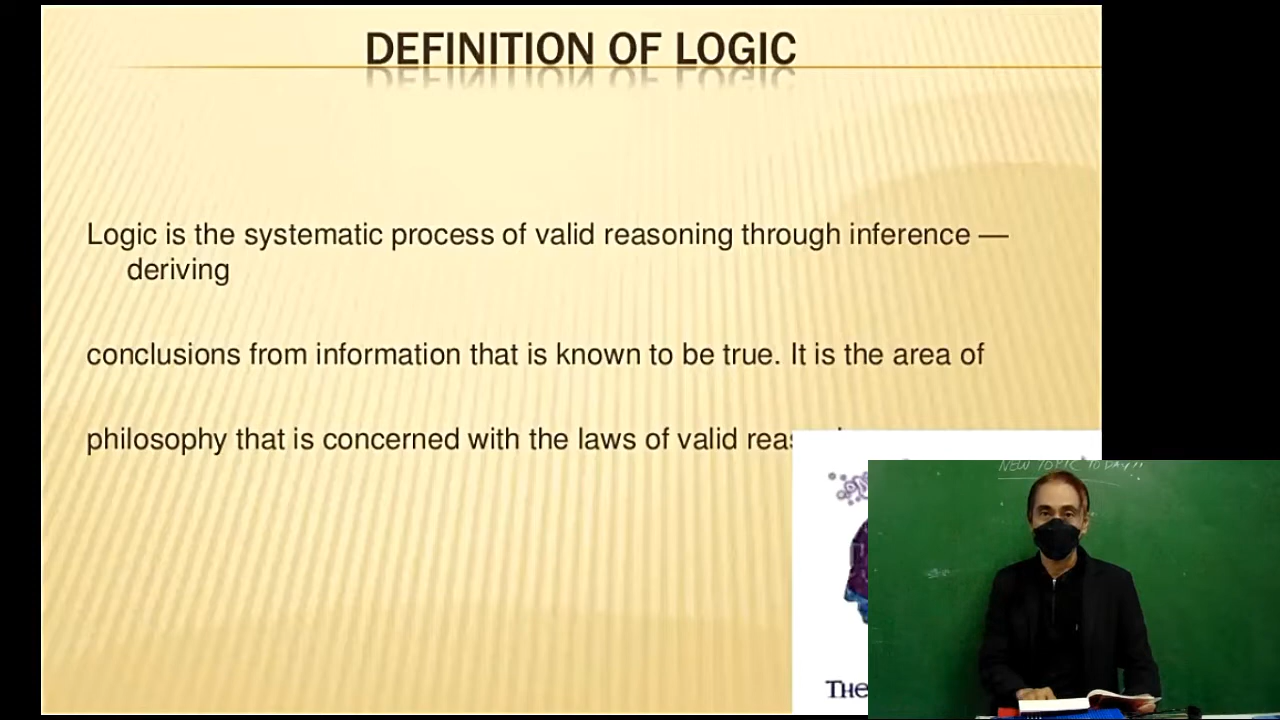 DEFINITION OF LOGIC
Logic is the systematic process of valid reasoning through inference —
deriving
conclusions from information that is known to be true. It is the area of
philosophy that is concerned with the laws of valid
NEW TOPIC TODAY!!
The